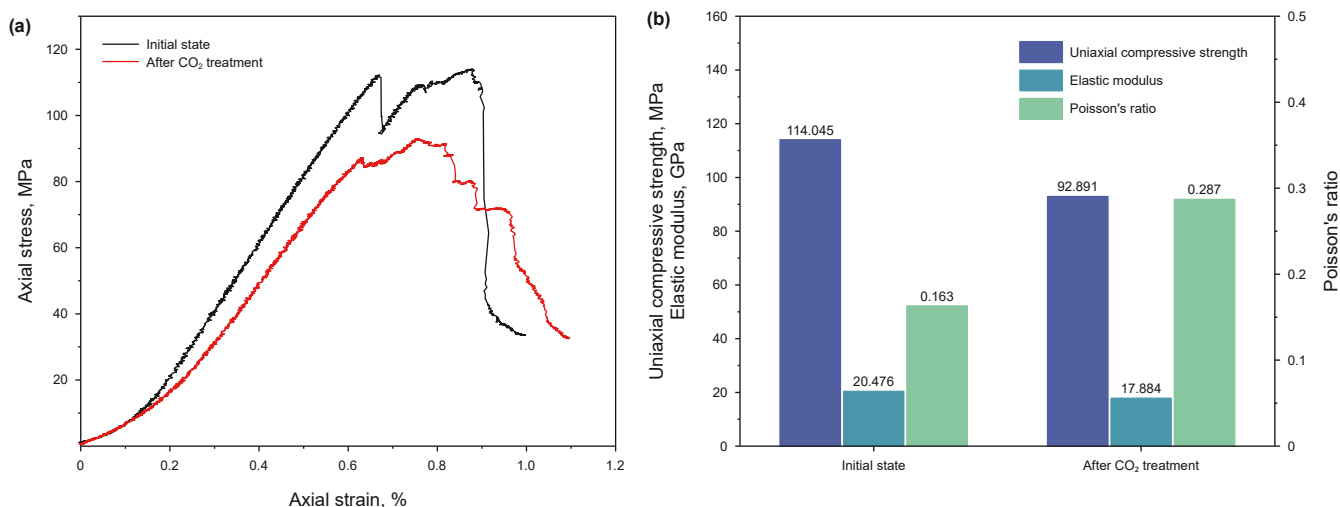 (a)
Initial state
After CO₂ treatment
Axial stress, MPa
120
100
80
60
40
20
0
0.2
0.4
0.6
0.8
1.0
1.2
Axial strain, %
(b)
Uniaxial compressive strength, MPa
Elastic modulus, GPa
160
140
120
100
80
60
40
20
0
Uniaxial compressive strength
Elastic modulus
Poisson's ratio
114.045
20.476
0.163
92.891
17.884
0.287
Initial state
After CO₂ treatment
0.5
0.4
0.3
0.2
0.1
0
Poisson's ratio